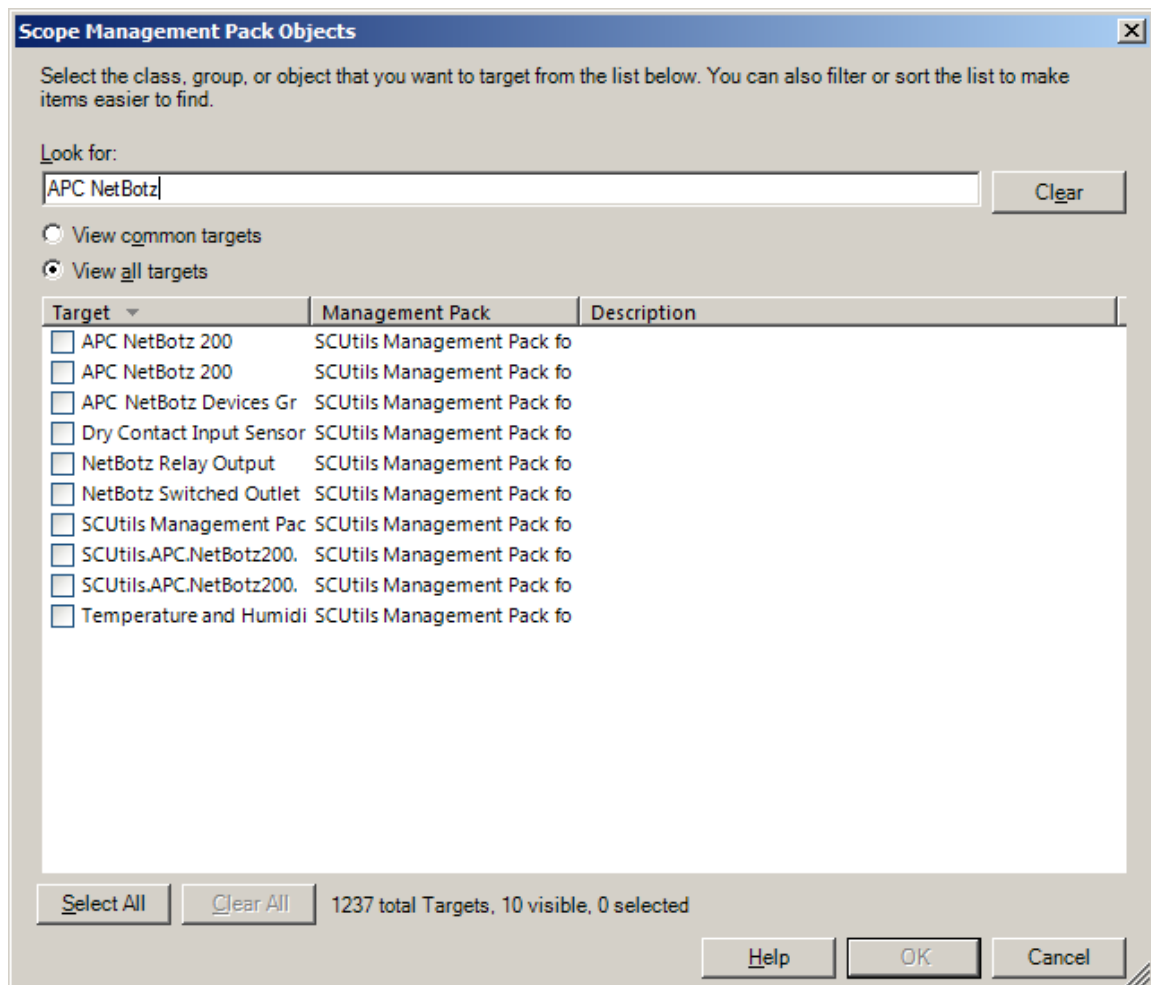 Scope Management Pack Objects
Select the class, group, or object that you want to target from the list below. You can also filter or sort the list to make
items easier to find.
Look for:
APC NetBotz
Clear
View common targets
View all targets
Target Management Pack Description
APC NetBotz 200 SCUtils Management Pack fo
APC NetBotz 200 SCUtils Management Pack fo
APC NetBotz Devices Gr SCUtils Management Pack fo
Dry Contact Input Sensor SCUtils Management Pack fo
NetBotz Relay Output SCUtils Management Pack fo
NetBotz Switched Outlet SCUtils Management Pack fo
SCUtils Management Pac SCUtils Management Pack fo
SCUtils.APC.NetBotz200. SCUtils Management Pack fo
SCUtils.APC.NetBotz200. SCUtils Management Pack fo
Temperature and Humidi SCUtils Management Pack fo
Select All Clear All 1237 total Targets, 10 visible, 0 selected
Help OK Cancel